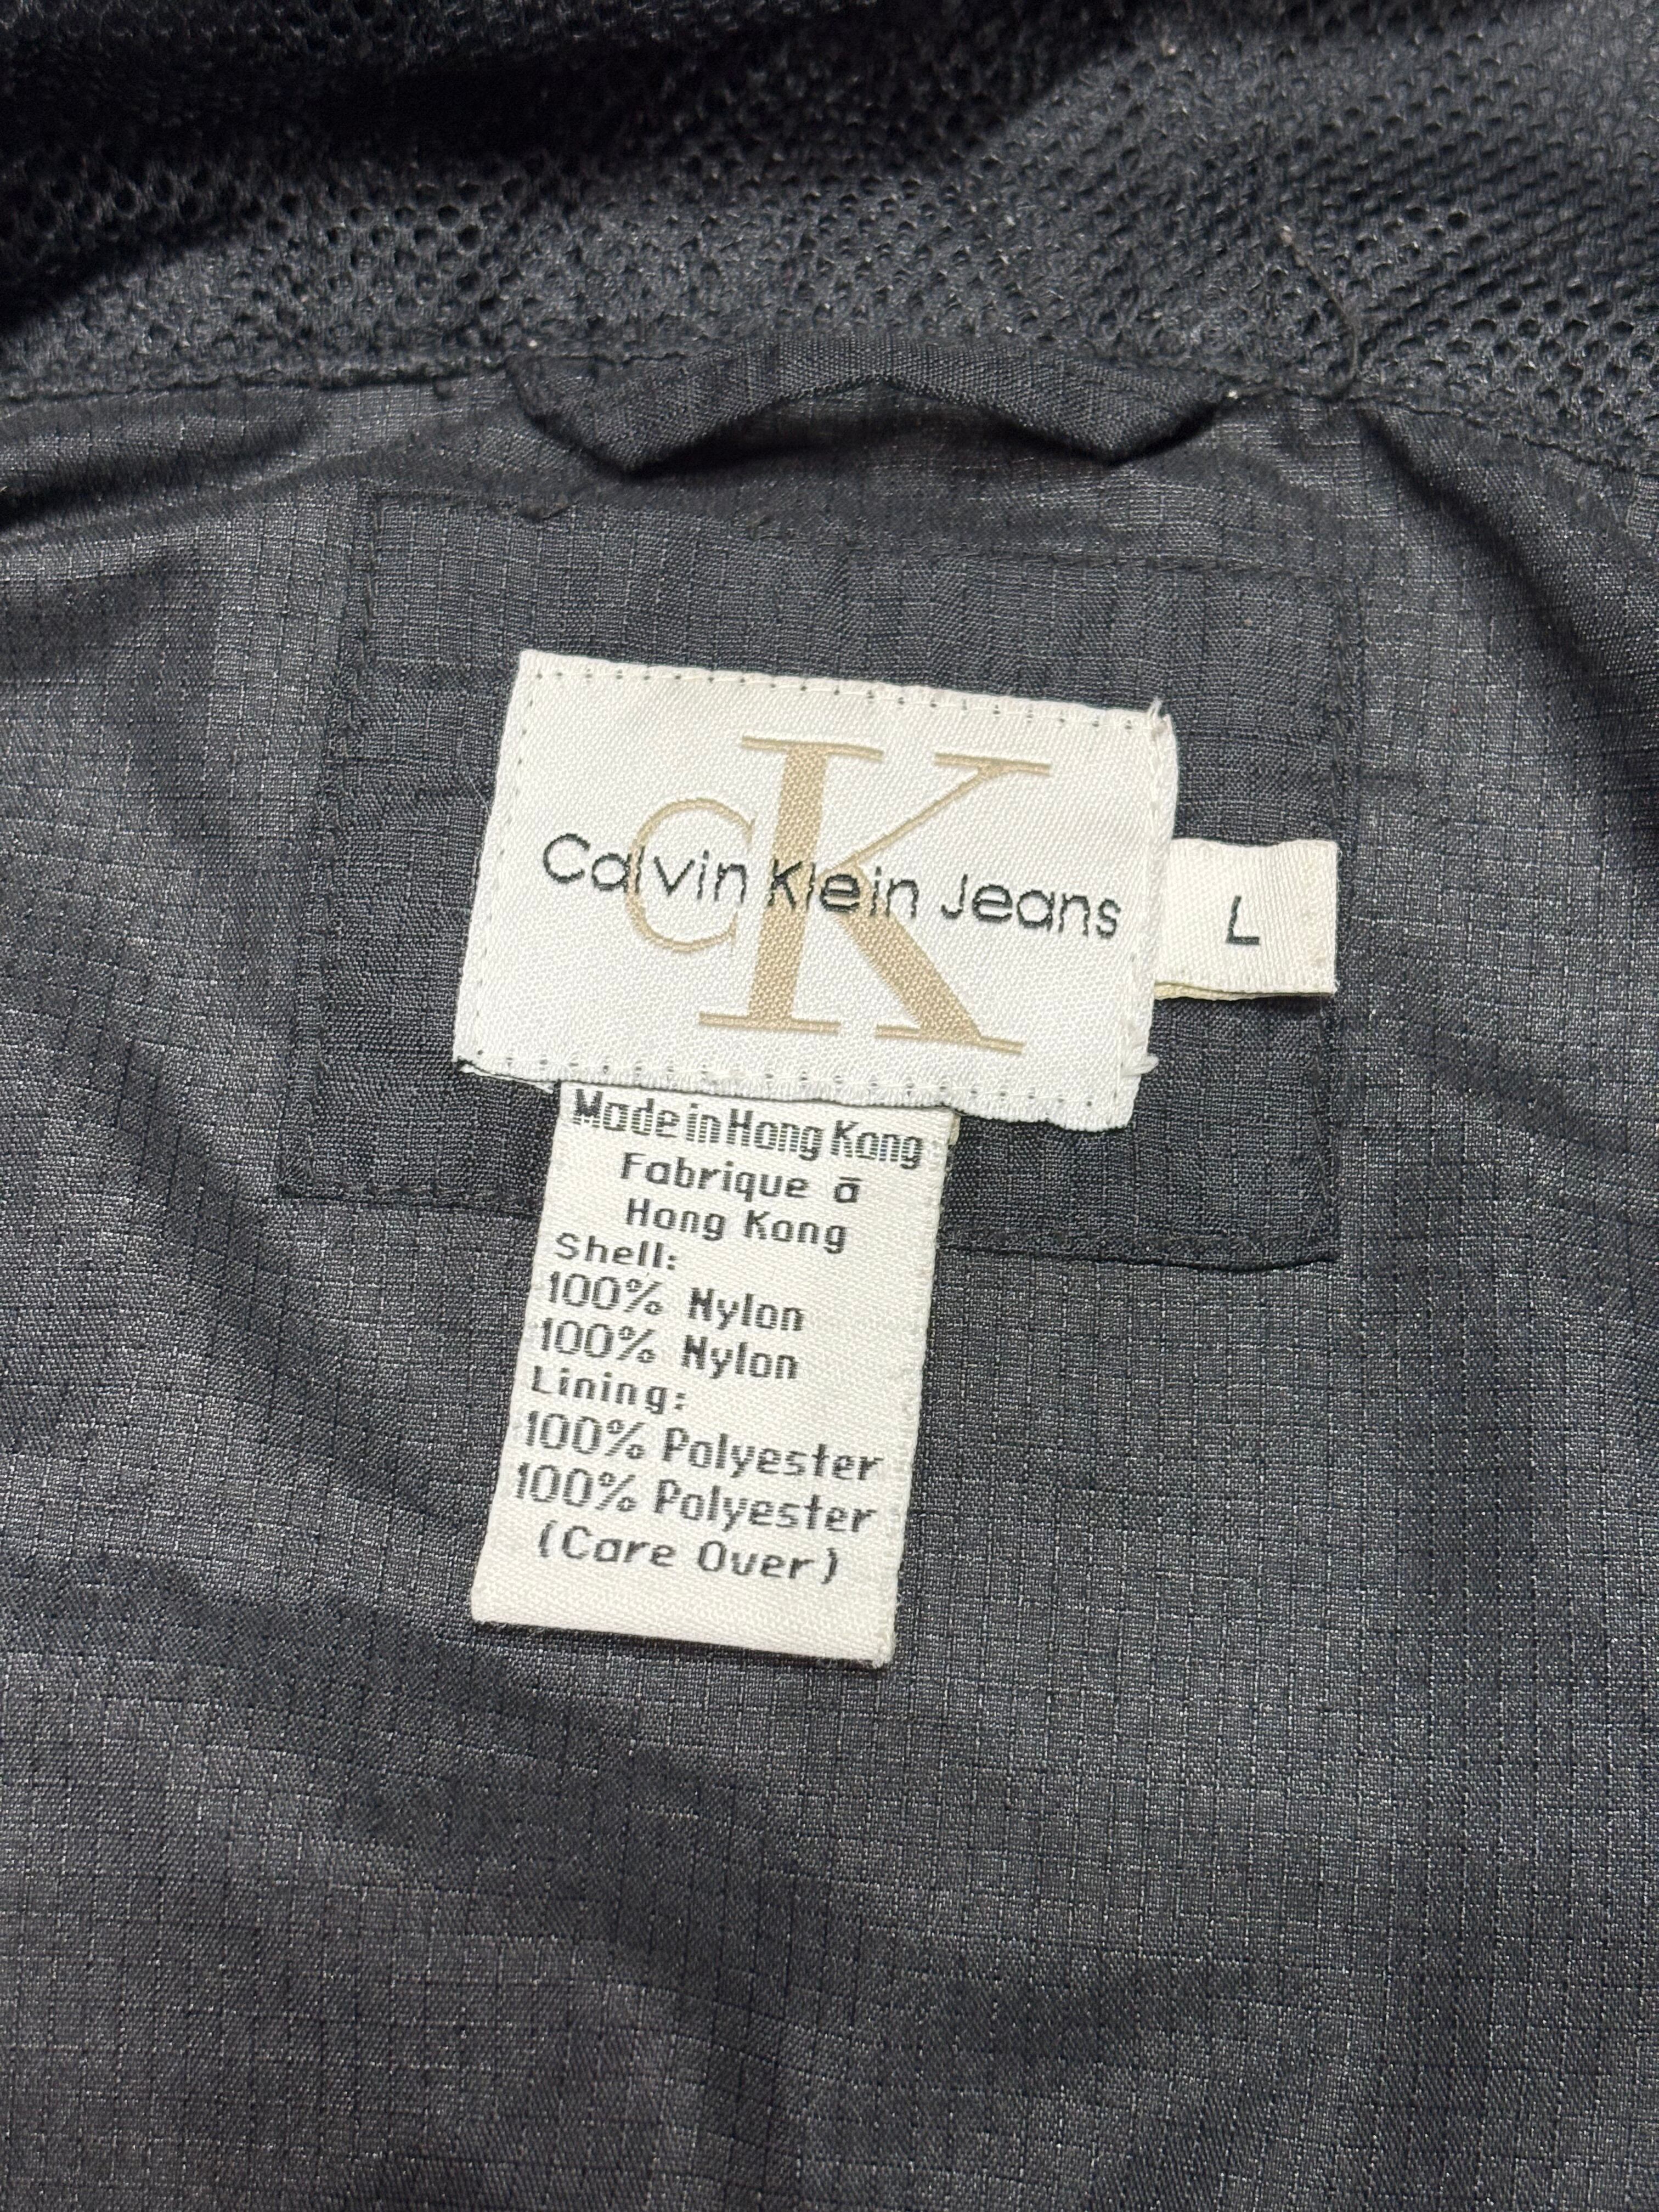 cK
Calvin Klein Jeans
L
Made in Hong Kong
Fabrique ā
Hong Kong
Shell:
100% Nylon
100% Nylon
Lining:
100% Polyester
100% Polyester
(Care Over)